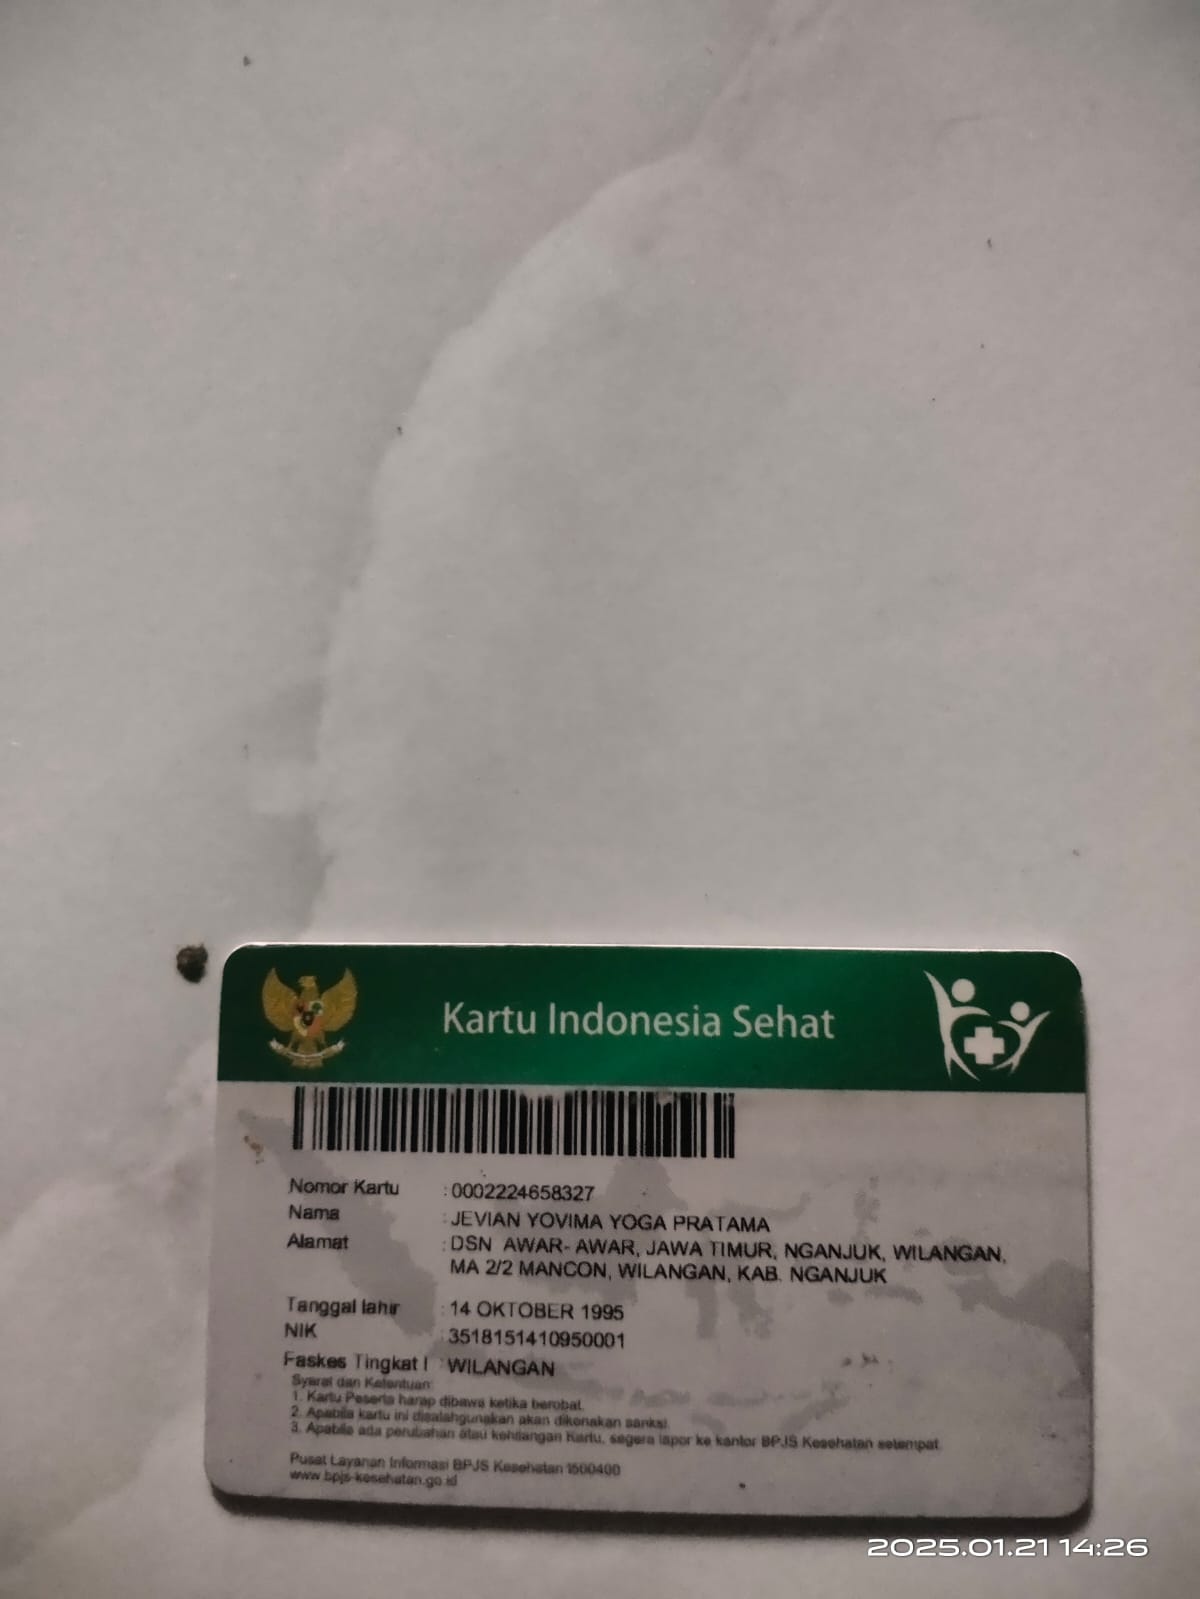 Kartu Indonesia Sehat
Nomor Kartu : 0002224658327
Nama : JEVIAN YOVIMA YOGA PRATAMA
Alamat : DSN AWAR- AWAR, JAWA TIMUR, NGANJUK, WILANGAN,
MA 2/2 MANCON, WILANGAN, KAB. NGANJUK
Tanggal lahir : 14 OKTOBER 1995
NIK : 3518151410950001
Faskes Tingkat I : WILANGAN
Syarat dan Ketentuan:
1. Kartu Peserta harap dibawa ketika berobat.
2. Apabila kartu ini disalahgunakan akan dikenakan sanksi.
3. Apabila ada perubahan atau kehilangan Kartu, segera lapor ke kantor BPJS Kesehatan setempat
Pusat Layanan Informasi BPJS Kesehatan 1500400
www.bpjs-kesehatan.go.id
2025.01.21 14:26